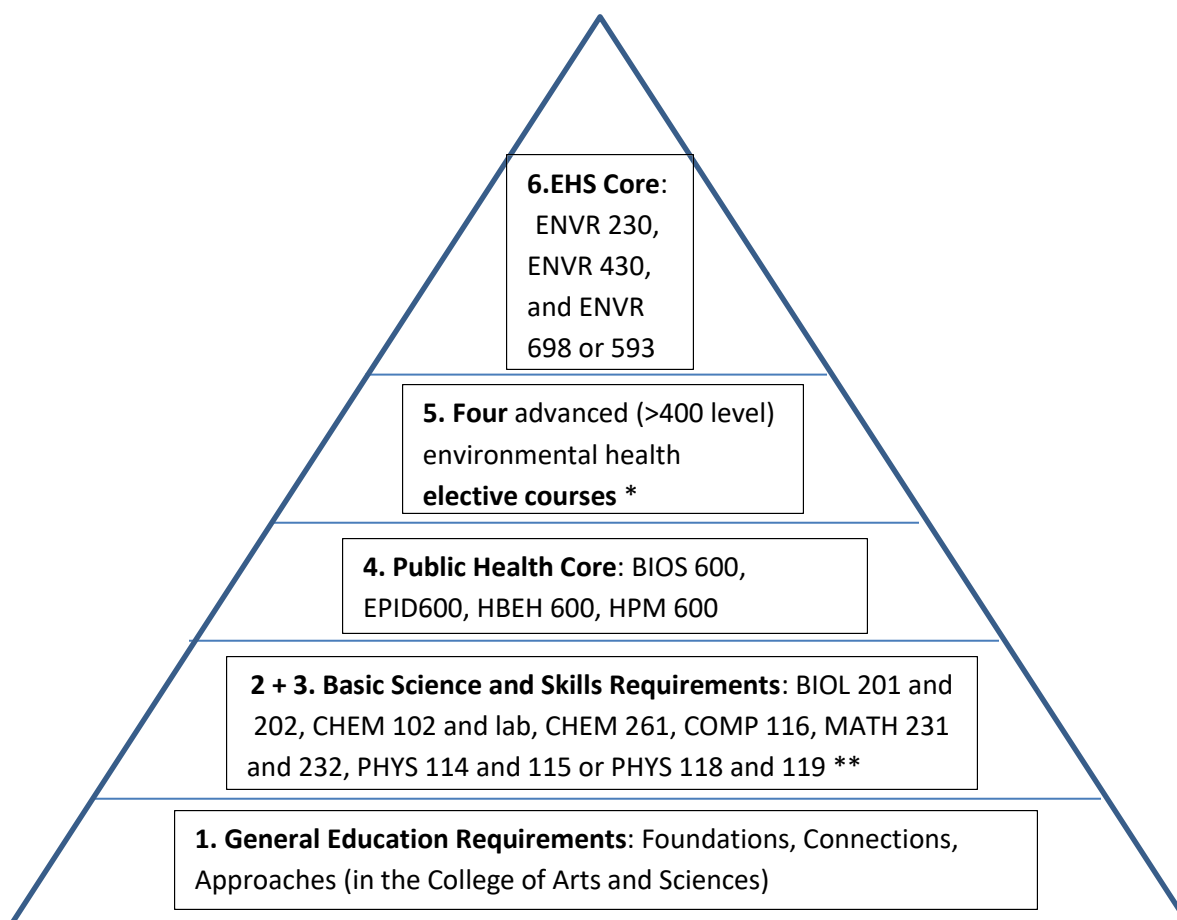 6.EHS Core:
ENVR 230,
ENVR 430,
and ENVR
698 or 593
5. Four advanced (>400 level)
environmental health
elective courses *
4. Public Health Core: BIOS 600,
EPID600, HBEH 600, HPM 600
2 + 3. Basic Science and Skills Requirements: BIOL 201 and
202, CHEM 102 and lab, CHEM 261, COMP 116, MATH 231
and 232, PHYS 114 and 115 or PHYS 118 and 119 **
1. General Education Requirements: Foundations, Connections,
Approaches (in the College of Arts and Sciences)